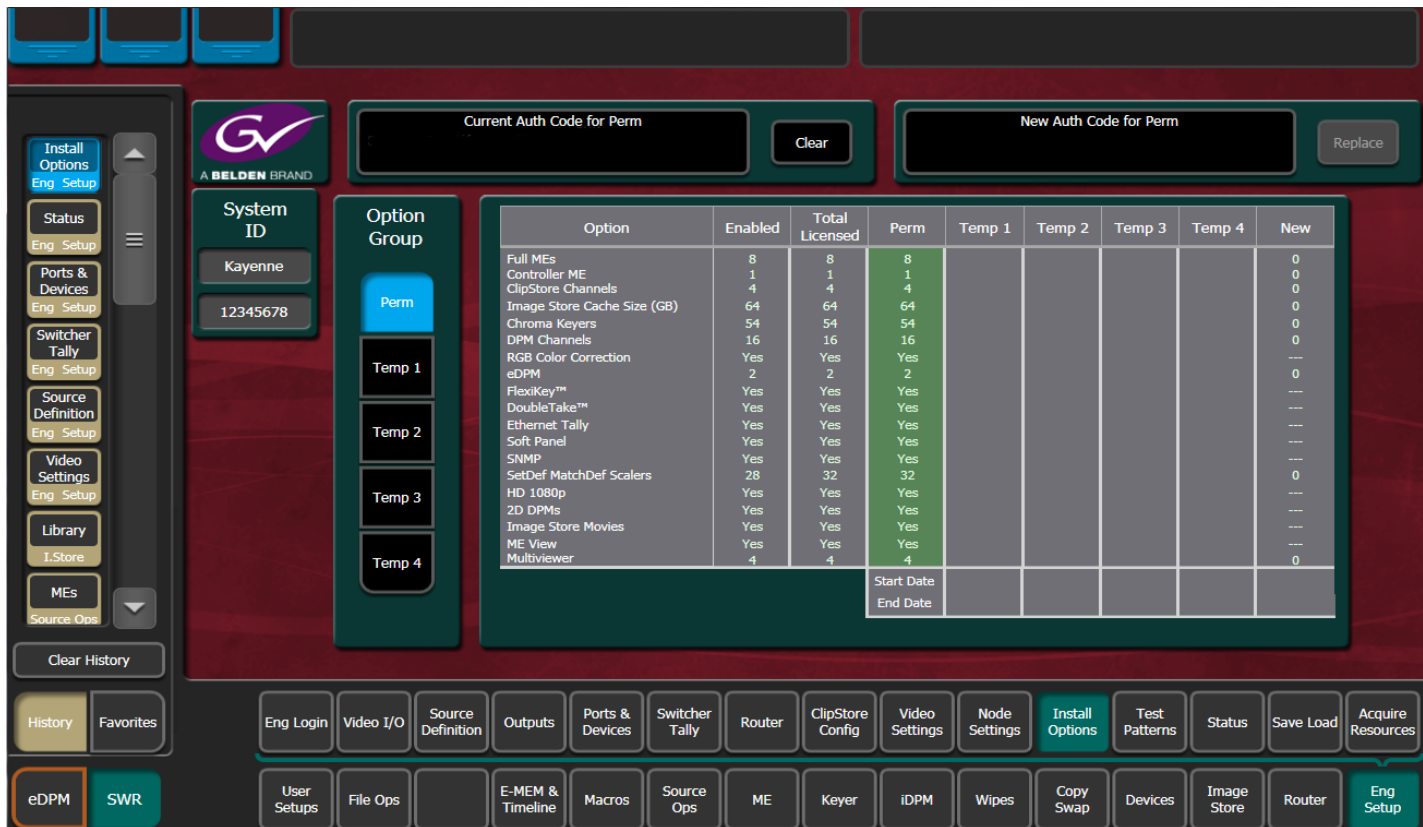 Current Auth Code for Perm
Clear
New Auth Code for Perm
Replace
GV
A BELDEN BRAND
Install
Options
Eng Setup
Status
Eng Setup
Ports &
Devices
Eng Setup
Switcher
Tally
Eng Setup
Source
Definition
Eng Setup
Video
Settings
Eng Setup
Library
I.Store
MEs
Source Ops
Clear History
History Favorites
System
ID
Kayenne
12345678
Option
Group
Perm
Temp 1
Temp 2
Temp 3
Temp 4
Option Enabled Total Licensed Perm Temp 1 Temp 2 Temp 3 Temp 4 New
Full MEs 8 8 8 0
Controller ME 1 1 1 0
ClipStore Channels 4 4 4 0
Image Store Cache Size (GB) 64 64 64 0
Chroma Keyers 54 54 54 0
DPM Channels 16 16 16 0
RGB Color Correction Yes Yes Yes ---
eDPM 2 2 2 0
FlexiKey™ Yes Yes Yes ---
DoubleTake™ Yes Yes Yes ---
Ethernet Tally Yes Yes Yes ---
Soft Panel Yes Yes Yes ---
SNMP Yes Yes Yes ---
SetDef MatchDef Scalers 28 32 32 0
HD 1080p Yes Yes Yes ---
2D DPMs Yes Yes Yes ---
Image Store Movies Yes Yes Yes ---
ME View Yes Yes Yes ---
Multiviewer 4 4 4 0
Start Date
End Date
Eng Login Video I/O Source Definition Outputs Ports & Devices Switcher Tally Router ClipStore Config Video Settings Node Settings Install Options Test Patterns Status Save Load Acquire Resources
eDPM SWR User Setups File Ops E-MEM & Timeline Macros Source Ops ME Keyer iDPM Wipes Copy Swap Devices Image Store Router Eng Setup